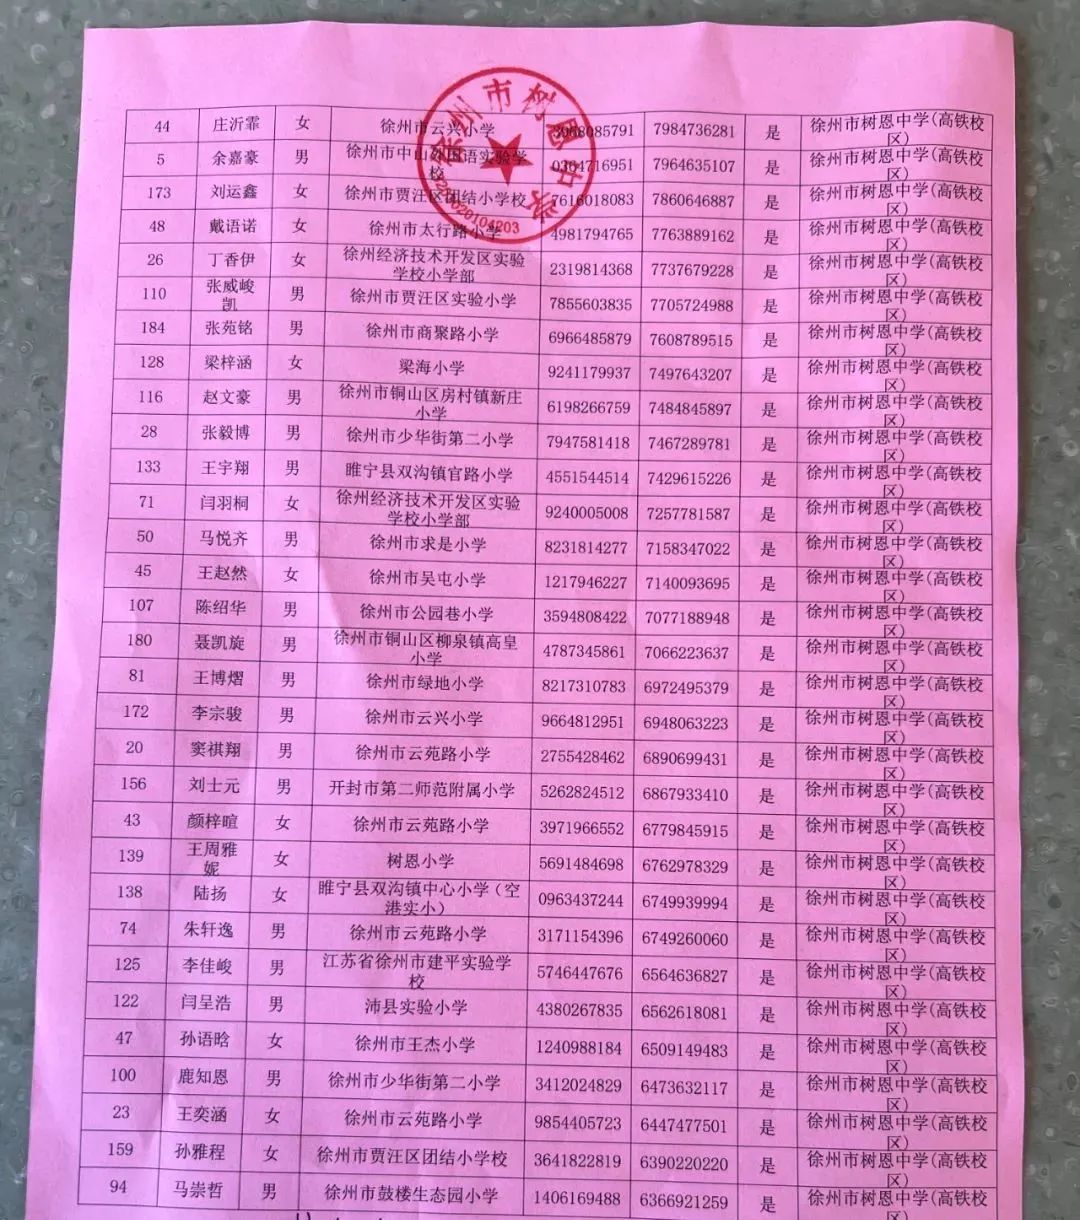 徐州市树恩中学
44 庄沂霏 女 徐州市云兴小学 3968085791 7984736281 是 徐州市树恩中学(高铁校
区)
5 余嘉豪 男 徐州市中山外国语实验学 0364716951 7964635107 是 徐州市树恩中学(高铁校
校 区)
173 刘运鑫 女 徐州市贾汪区团结小学校 7616018083 7860646887 是 徐州市树恩中学(高铁校
区)
48 戴语诺 女 徐州市太行路小学 4981794765 7763889162 是 徐州市树恩中学(高铁校
区)
26 丁香伊 女 徐州经济技术开发区实验 2319814368 7737679228 是 徐州市树恩中学(高铁校
学校小学部 区)
110 张威峻 男 徐州市贾汪区实验小学 7855603835 7705724988 是 徐州市树恩中学(高铁校
凯 区)
184 张苑铭 男 徐州市商聚路小学 6966485879 7608789515 是 徐州市树恩中学(高铁校
区)
128 梁梓涵 女 梁海小学 9241179937 7497643207 是 徐州市树恩中学(高铁校
区)
116 赵文豪 男 徐州市铜山区房村镇新庄 6198266759 7484845897 是 徐州市树恩中学(高铁校
小学 区)
28 张毅博 男 徐州市少华街第二小学 7947581418 7467289781 是 徐州市树恩中学(高铁校
区)
133 王宇翔 男 睢宁县双沟镇官路小学 4551544514 7429615226 是 徐州市树恩中学(高铁校
区)
71 闫羽桐 女 徐州经济技术开发区实验 9240005008 7257781587 是 徐州市树恩中学(高铁校
学校小学部 区)
50 马悦齐 男 徐州市求是小学 8231814277 7158347022 是 徐州市树恩中学(高铁校
区)
45 王赵然 女 徐州市吴屯小学 1217946227 7140093695 是 徐州市树恩中学(高铁校
区)
107 陈绍华 男 徐州市公园巷小学 3594808422 7077188948 是 徐州市树恩中学(高铁校
区)
180 聂凯旋 男 徐州市铜山区柳泉镇高皇 4787345861 7066223637 是 徐州市树恩中学(高铁校
小学 区)
81 王博熠 男 徐州市绿地小学 8217310783 6972495379 是 徐州市树恩中学(高铁校
区)
172 李宗骏 男 徐州市云兴小学 9664812951 6948063223 是 徐州市树恩中学(高铁校
区)
20 窦祺翔 男 徐州市云苑路小学 2755428462 6890699431 是 徐州市树恩中学(高铁校
区)
156 刘士元 男 开封市第二师范附属小学 5262824512 6867933410 是 徐州市树恩中学(高铁校
区)
43 颜梓暄 女 徐州市云苑路小学 3971966552 6779845915 是 徐州市树恩中学(高铁校
区)
139 王周雅 女 树恩小学 5691484698 6762978329 是 徐州市树恩中学(高铁校
妮 区)
138 陆扬 女 睢宁县双沟镇中心小学(空 0963437244 6749939994 是 徐州市树恩中学(高铁校
港实小) 区)
74 朱轩逸 男 徐州市云苑路小学 3171154396 6749260060 是 徐州市树恩中学(高铁校
区)
125 李佳峻 男 江苏省徐州市建平实验学 5746447676 6564636827 是 徐州市树恩中学(高铁校
校 区)
122 闫呈浩 男 沛县实验小学 4380267835 6562618081 是 徐州市树恩中学(高铁校
区)
47 孙语晗 女 徐州市王杰小学 1240988184 6509149483 是 徐州市树恩中学(高铁校
区)
100 鹿知恩 男 徐州市少华街第二小学 3412024829 6473632117 是 徐州市树恩中学(高铁校
区)
23 王奕涵 女 徐州市云苑路小学 9854405723 6447477501 是 徐州市树恩中学(高铁校
区)
159 孙雅程 女 徐州市贾汪区团结小学校 3641822819 6390220220 是 徐州市树恩中学(高铁校
区)
94 马崇哲 男 徐州市鼓楼生态园小学 1406169488 6366921259 是 徐州市树恩中学(高铁校
区)